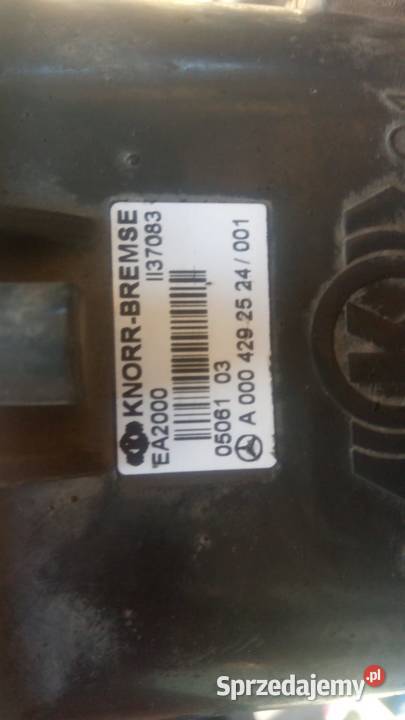 KNORR-BREMSE
EA2000 II37083
05061 03
A 000 429 25 24/001
Sprzedajemy.pl